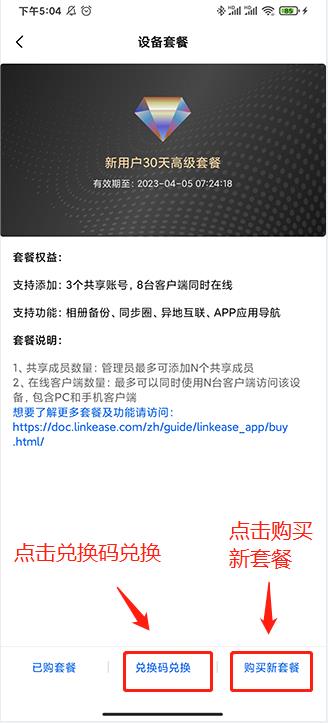 下午5:04
85
设备套餐
新用户30天高级套餐
有效期至: 2023-04-05 07:24:18
套餐权益:
支持添加: 3个共享账号, 8台客户端同时在线
支持功能: 相册备份、同步圈、异地互联、APP应用导航
套餐说明:
1、共享成员数量: 管理员最多可添加N个共享成员
2、在线客户端数量: 最多可以同时使用N台客户端访问该设
备, 包含PC和手机客户端
想要了解更多套餐及功能请访问:
https://doc.linkease.com/zh/guide/linkease_app/buy
.html/
点击兑换码兑换
点击购买
新套餐
已购套餐
兑换码兑换
购买新套餐